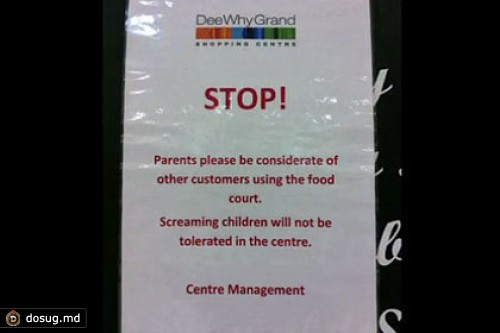 DeeWhyGrand
SHOPPING CENTRE
STOP!
Parents please be considerate of
other customers using the food
court.
Screaming children will not be
tolerated in the centre.
Centre Management
dosug.md